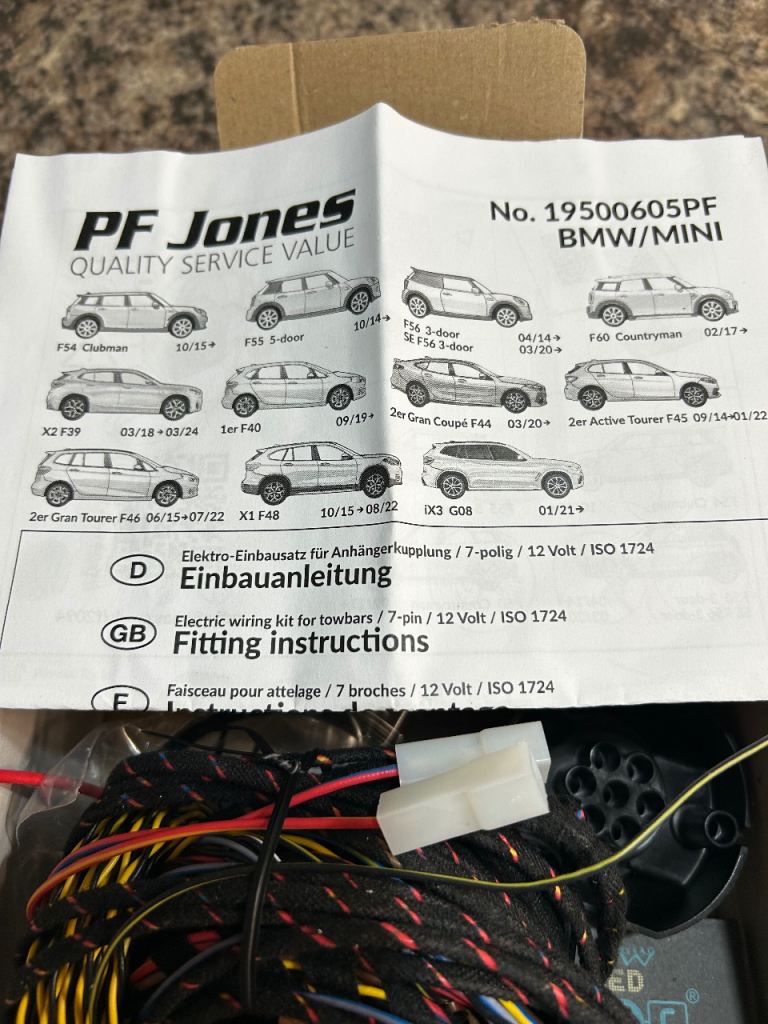 PF Jones
QUALITY SERVICE VALUE
No. 19500605PF
BMW/MINI
F54 Clubman 10/15→
F55 5-door 10/14→
F56 3-door 04/14→
SE F56 3-door 03/20→
F60 Countryman 02/17→
X2 F39 03/18→03/24
1er F40 09/19→
2er Gran Coupé F44 03/20→
2er Active Tourer F45 09/14→01/22
2er Gran Tourer F46 06/15→07/22
X1 F48 10/15→08/22
iX3 G08 01/21→
D
Elektro-Einbausatz für Anhängerkupplung / 7-polig / 12 Volt / ISO 1724
Einbauanleitung
GB
Electric wiring kit for towbars / 7-pin / 12 Volt / ISO 1724
Fitting instructions
F
Faisceau pour attelage / 7 broches / 12 Volt / ISO 1724
Instructions de montage